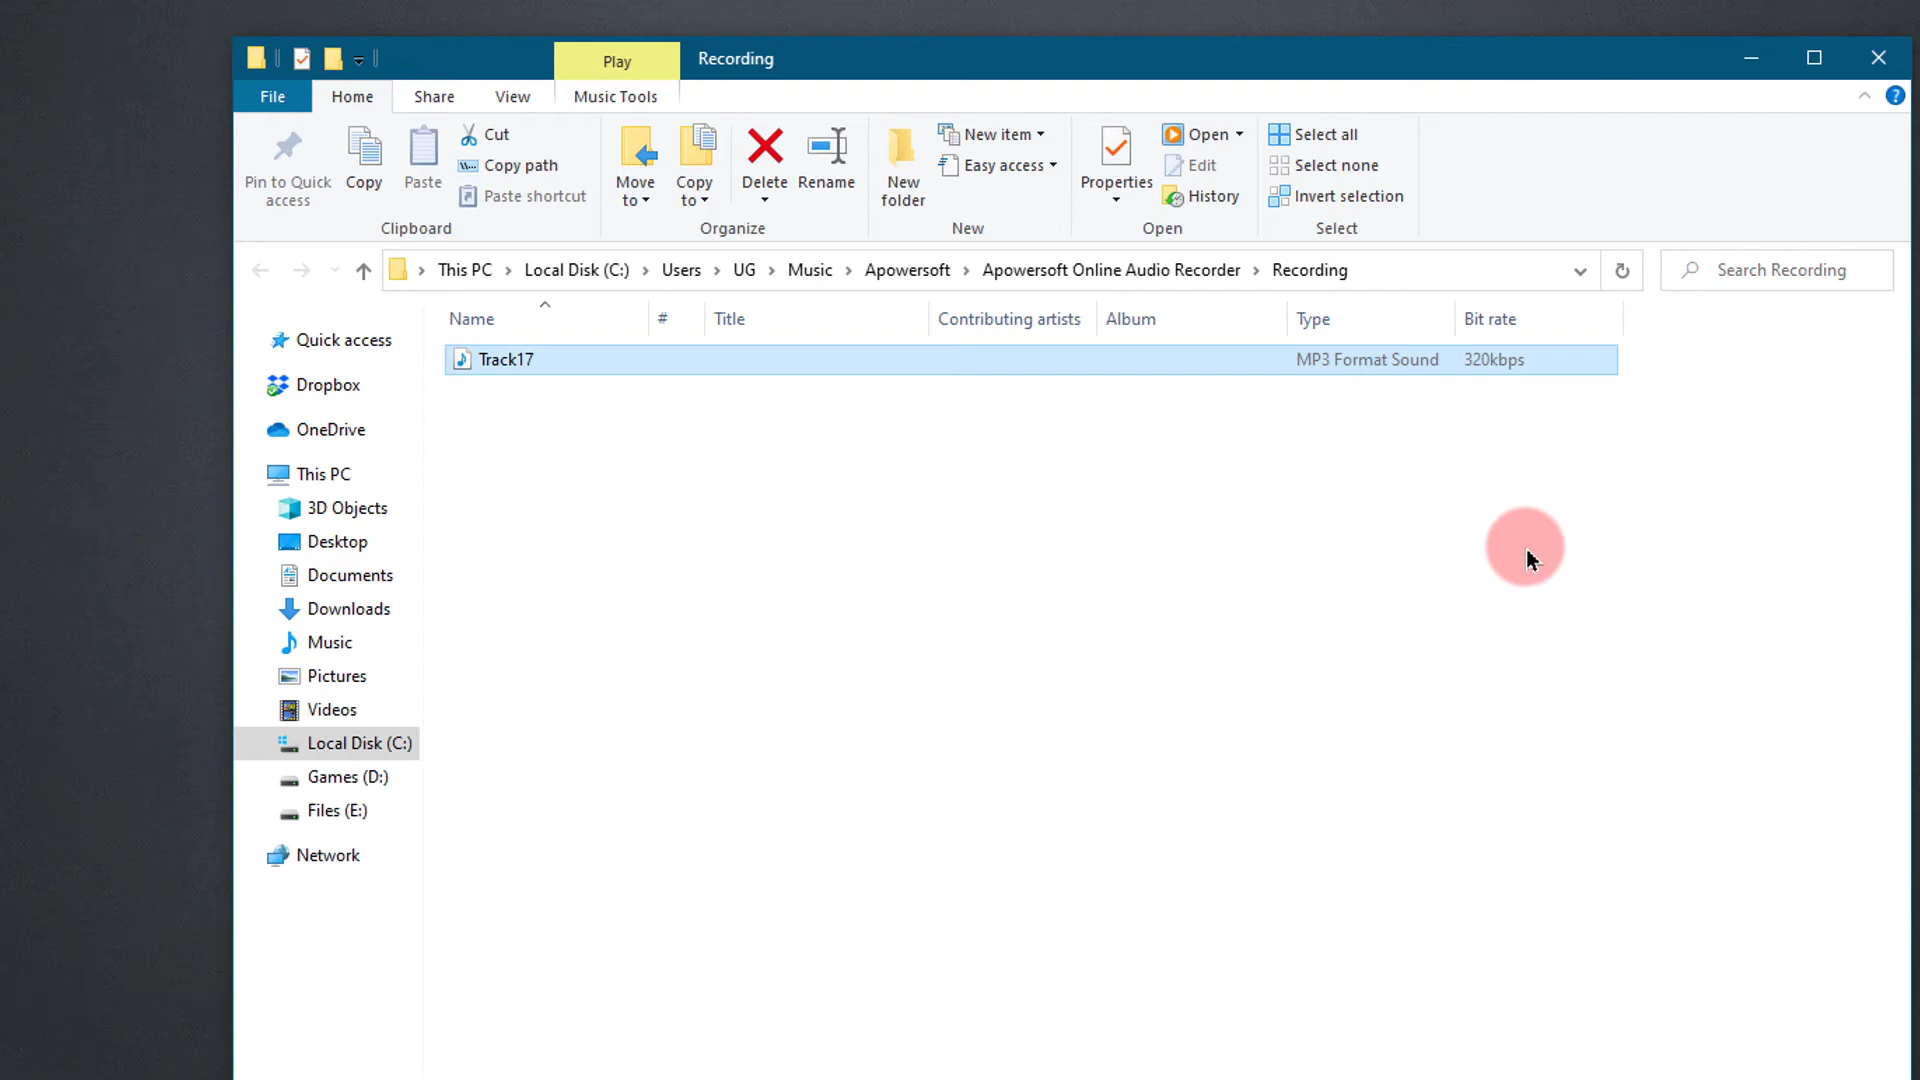 Play
Recording
File
Home
Share
View
Music Tools
Pin to Quick
access
Copy
Paste
Cut
Copy path
Paste shortcut
Clipboard
Move
to
Copy
to
Delete
Rename
Organize
New
folder
New item
Easy access
New
Properties
Open
Edit
History
Open
Select all
Select none
Invert selection
Select
This PC > Local Disk (C:) > Users > UG > Music > Apowersoft > Apowersoft Online Audio Recorder > Recording
Search Recording
Name # Title Contributing artists Album Type Bit rate
Track17 MP3 Format Sound 320kbps
Quick access
Dropbox
OneDrive
This PC
3D Objects
Desktop
Documents
Downloads
Music
Pictures
Videos
Local Disk (C:)
Games (D:)
Files (E:)
Network